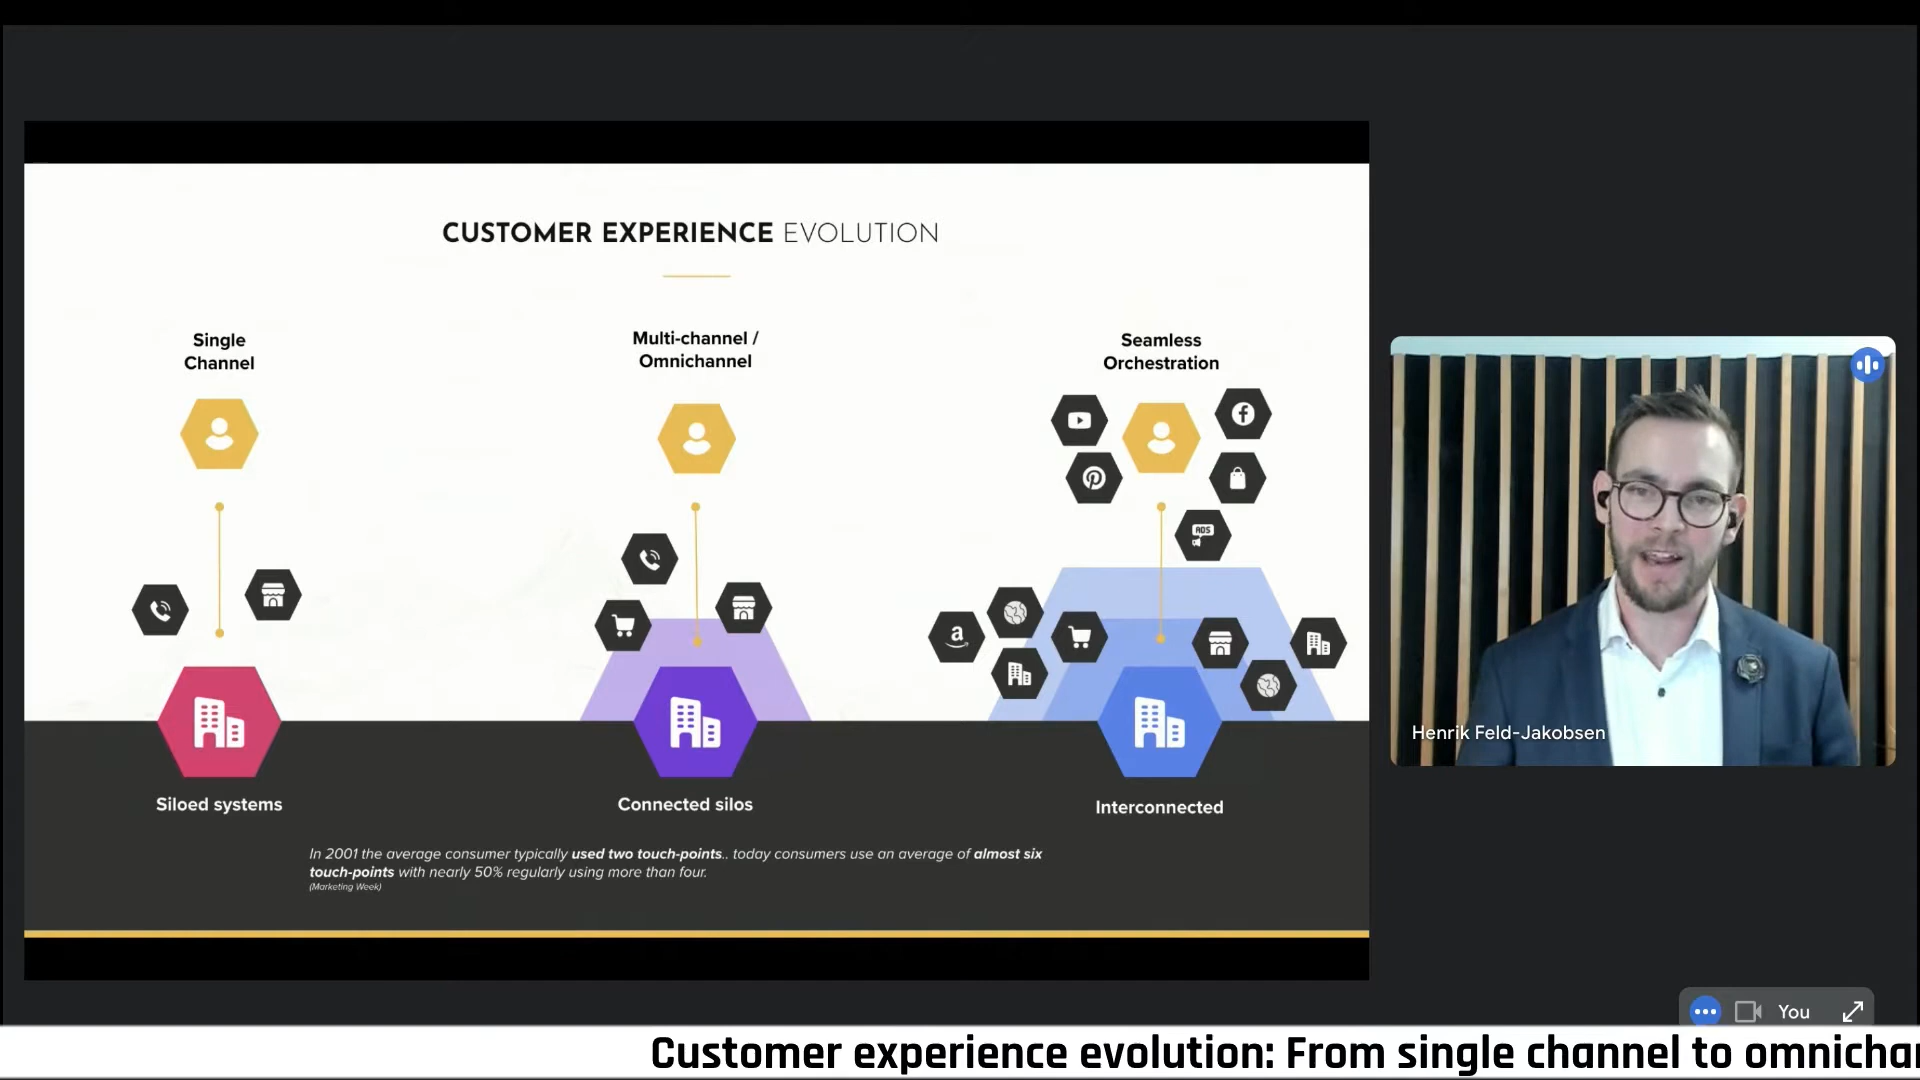 CUSTOMER EXPERIENCE EVOLUTION
Single
Channel
Multi-channel /
Omnichannel
Seamless
Orchestration
ADS
a
Siloed systems
Connected silos
Interconnected
In 2001 the average consumer typically used two touch-points.. today consumers use an average of almost six
touch-points with nearly 50% regularly using more than four.
(Marketing Week)
Henrik Feld-Jakobsen
You
Customer experience evolution: From single channel to omnichan